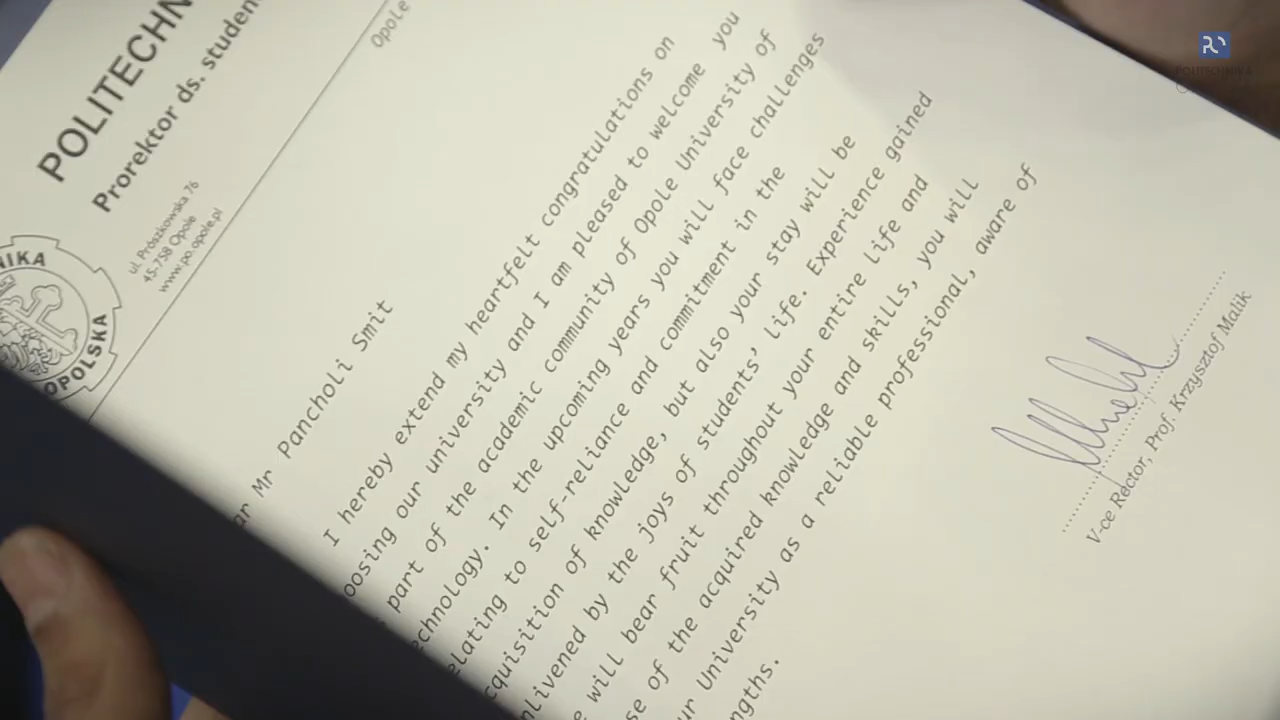 POLITECHN
Prorektor ds. studen
ul. Prószkowska 76
45-758 Opole
www.po.opole.pl
NIKA
OPOLSKA
Opole
ar Mr Pancholi Smit
I hereby extend my heartfelt congratulations on
oosing our university and I am pleased to welcome you
part of the academic community of Opole University of
echnology. In the upcoming years you will face challenges
elating to self-reliance and commitment in the
cquisition of knowledge, but also your stay will be
nlivened by the joys of students' life. Experience gained
e will bear fruit throughout your entire life and
se of the acquired knowledge and skills, you will
ur University as a reliable professional, aware of
ngths.
V-ce Rector, Prof. Krzysztof Malik
PO
POLITECHNIKA